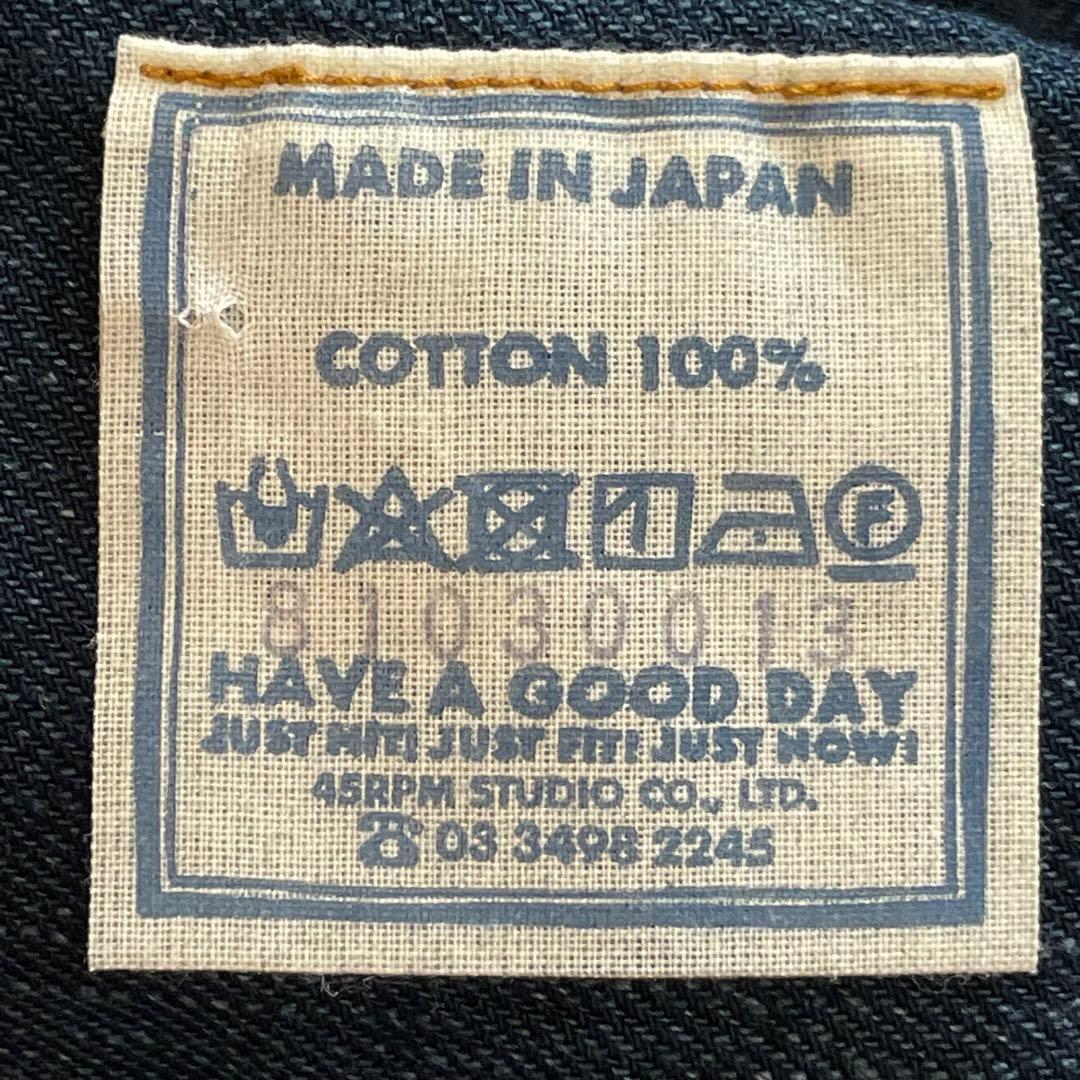 MADE IN JAPAN
COTTON 100%
F
81030013
HAVE A GOOD DAY
JUST HIT! JUST FIT! JUST NOW!
45RPM STUDIO CO., LTD.
☎ 03 3498 2245